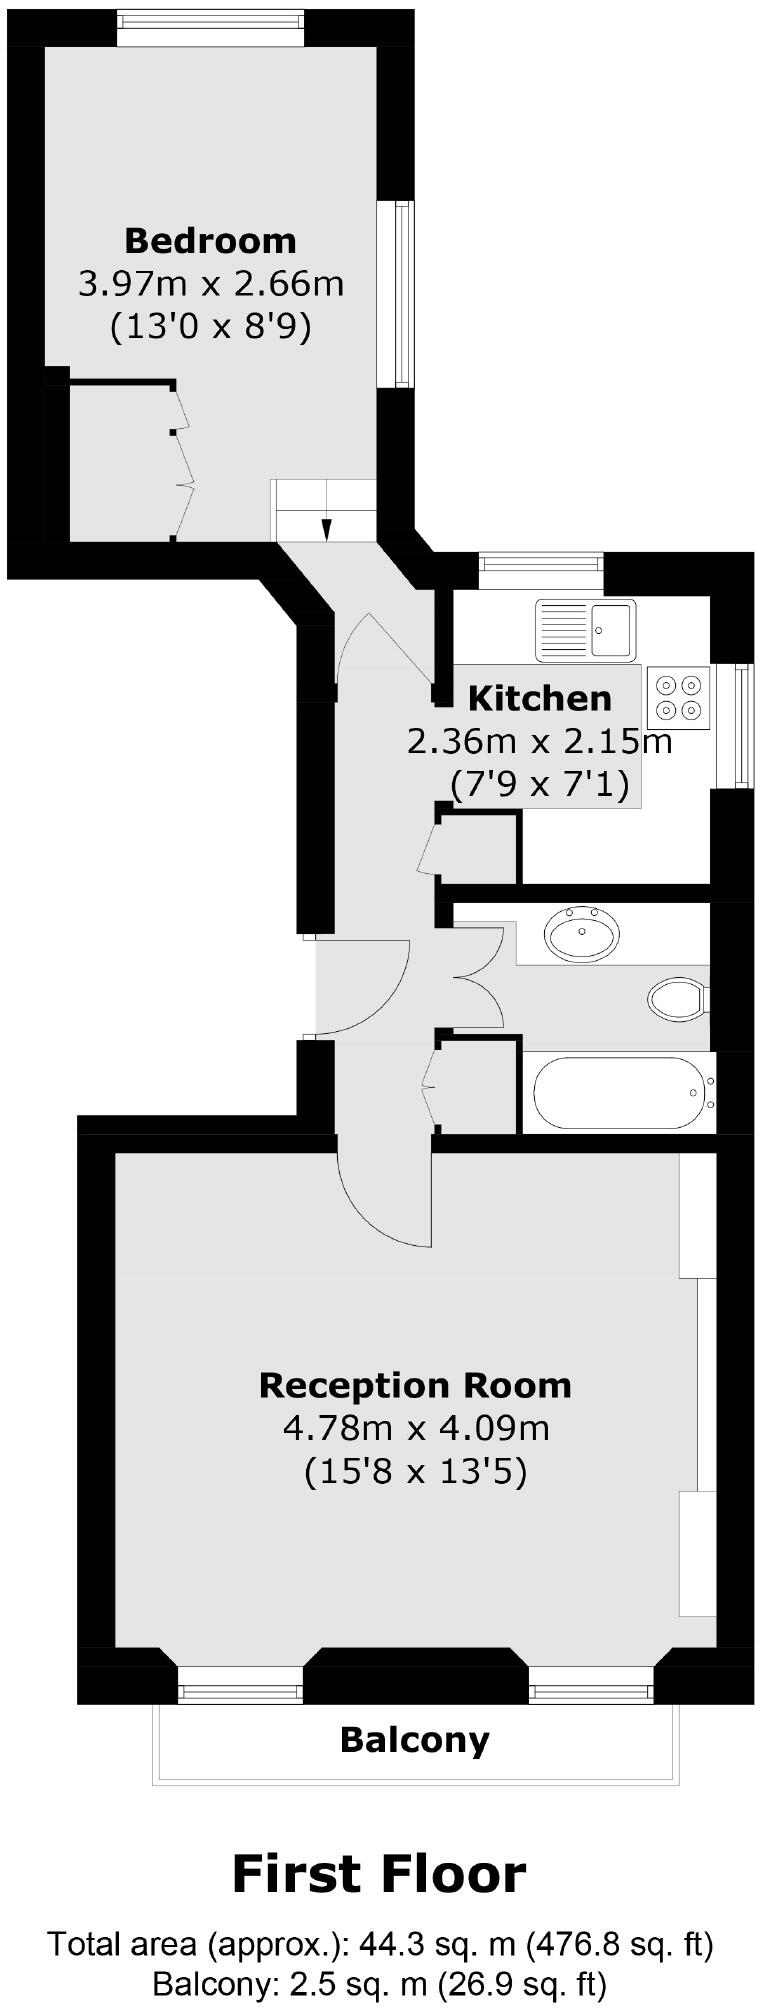 Bedroom
3.97m x 2.66m
(13'0 x 8'9)
Kitchen
2.36m x 2.15m
(7'9 x 7'1)
Reception Room
4.78m x 4.09m
(15'8 x 13'5)
Balcony
First Floor
Total area (approx.): 44.3 sq. m (476.8 sq. ft)
Balcony: 2.5 sq. m (26.9 sq. ft)